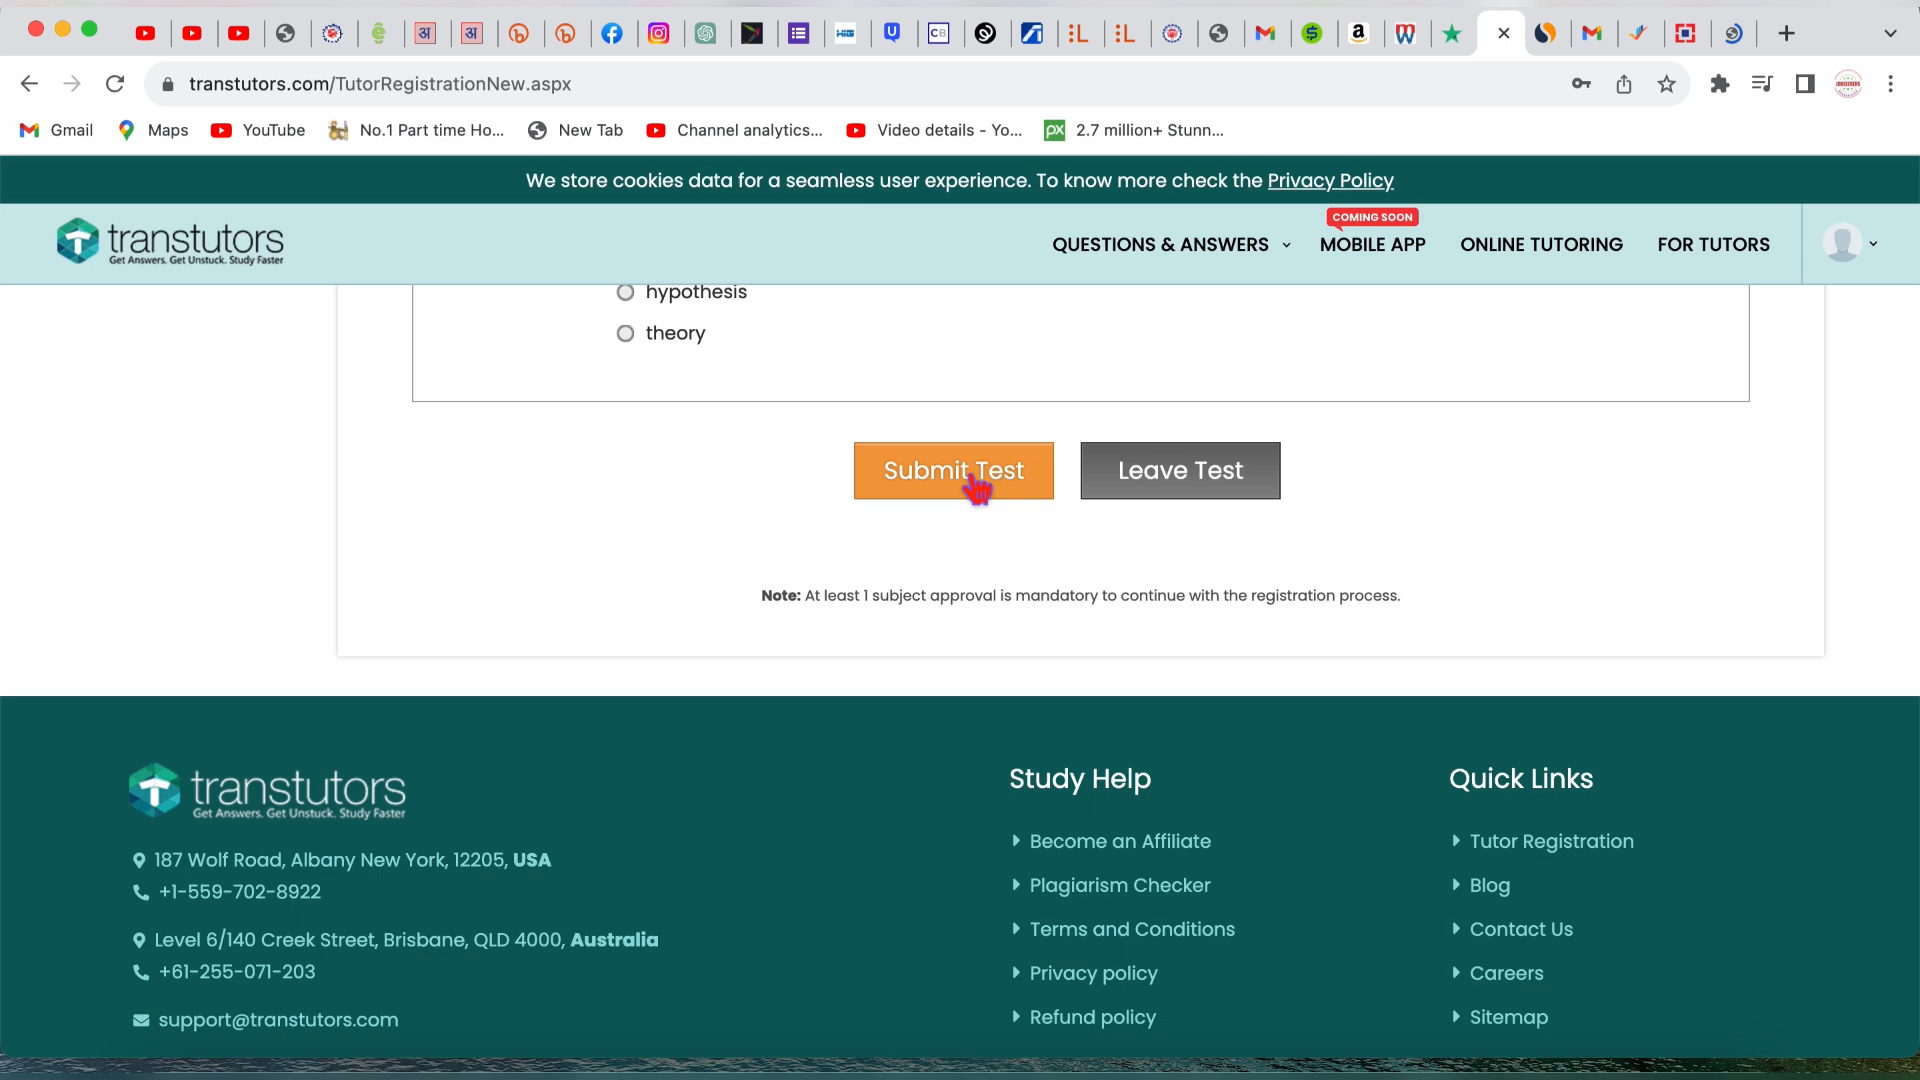 transtutors.com/TutorRegistrationNew.aspx
Gmail
Maps
YouTube
No.1 Part time Ho...
New Tab
Channel analytics...
Video details - Yo...
2.7 million+ Stunn...
We store cookies data for a seamless user experience. To know more check the Privacy Policy
transtutors
Get Answers. Get Unstuck. Study Faster
QUESTIONS & ANSWERS
COMING SOON
MOBILE APP
ONLINE TUTORING
FOR TUTORS
hypothesis
theory
Submit Test
Leave Test
Note: At least 1 subject approval is mandatory to continue with the registration process.
transtutors
Get Answers. Get Unstuck. Study Faster
187 Wolf Road, Albany New York, 12205, USA
+1-559-702-8922
Level 6/140 Creek Street, Brisbane, QLD 4000, Australia
+61-255-071-203
support@transtutors.com
Study Help
Become an Affiliate
Plagiarism Checker
Terms and Conditions
Privacy policy
Refund policy
Quick Links
Tutor Registration
Blog
Contact Us
Careers
Sitemap